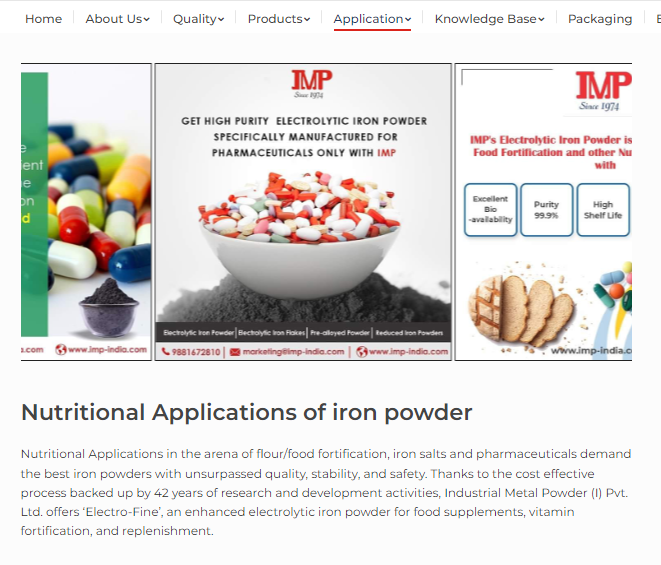 Home
About Us
Quality
Products
Application
Knowledge Base
Packaging
ent
e
on
d
.com
www.imp-india.com
IMP
Since 1974
GET HIGH PURITY ELECTROLYTIC IRON POWDER
SPECIFICALLY MANUFACTURED FOR
PHARMACEUTICALS ONLY WITH IMP
Electrolytic Iron Powder | Electrolytic Iron Flakes | Pre-alloyed Powder | Reduced Iron Powders
9881672810 | marketing@imp-india.com | www.imp-india.com
IMP
Since 1974
IMP's Electrolytic Iron Powder is
Food Fortification and other Nu
with
Excellent
Bio
-availability
Purity
99.9%
High
Shelf Life
www.imp-india.c
Nutritional Applications of iron powder
Nutritional Applications in the arena of flour/food fortification, iron salts and pharmaceuticals demand
the best iron powders with unsurpassed quality, stability, and safety. Thanks to the cost effective
process backed up by 42 years of research and development activities, Industrial Metal Powder (I) Pvt.
Ltd. offers ‘Electro-Fine’, an enhanced electrolytic iron powder for food supplements, vitamin
fortification, and replenishment.